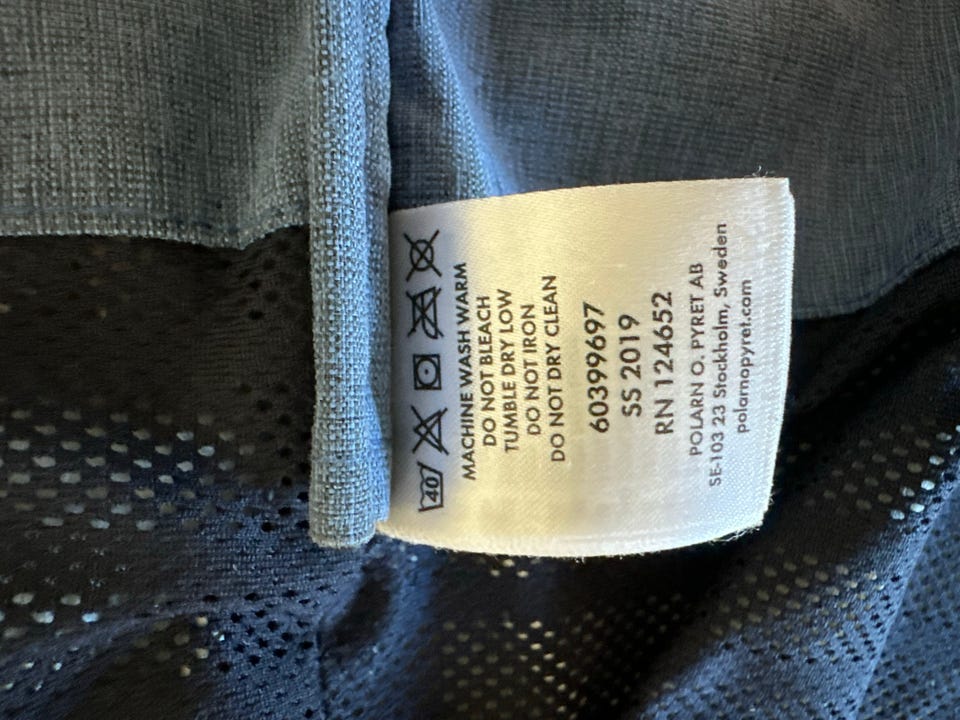 40
MACHINE WASH WARM
DO NOT BLEACH
TUMBLE DRY LOW
DO NOT IRON
DO NOT DRY CLEAN
60399697
SS 2019
RN 124652
POLARN O. PYRET AB
SE-103 23 Stockholm, Sweden
polarnopyret.com